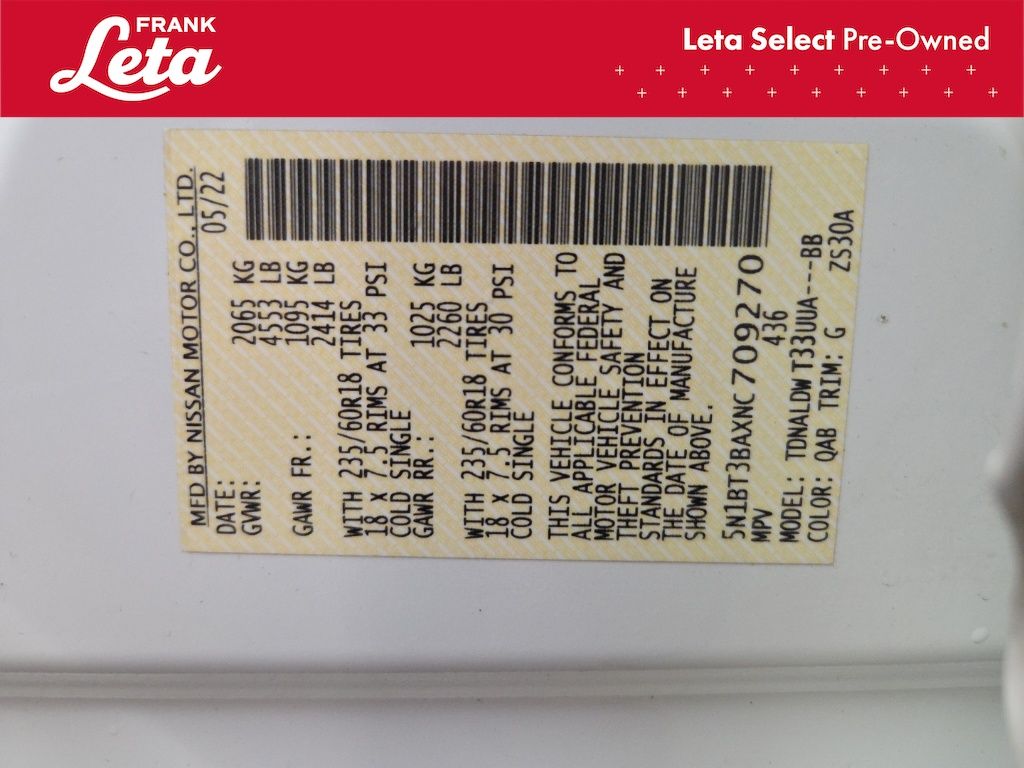 FRANK
Leta
Leta Select Pre-Owned
MFD BY NISSAN MOTOR CO., LTD.
DATE: 05/22
GVWR: 2065 KG
4553 LB
GAWR FR.: 1095 KG
2414 LB
WITH 235/60R18 TIRES
18 X 7.5 RIMS AT 33 PSI
COLD SINGLE
GAWR RR.: 1025 KG
2260 LB
WITH 235/60R18 TIRES
18 X 7.5 RIMS AT 30 PSI
COLD SINGLE
THIS VEHICLE CONFORMS TO
ALL APPLICABLE FEDERAL
MOTOR VEHICLE SAFETY AND
THEFT PREVENTION
STANDARDS IN EFFECT ON
THE DATE OF MANUFACTURE
SHOWN ABOVE.
5N1BT3BAXNC709270
MPV 436
MODEL: TDNALDWT33UUA---BB
COLOR: QAB TRIM: G ZS30A